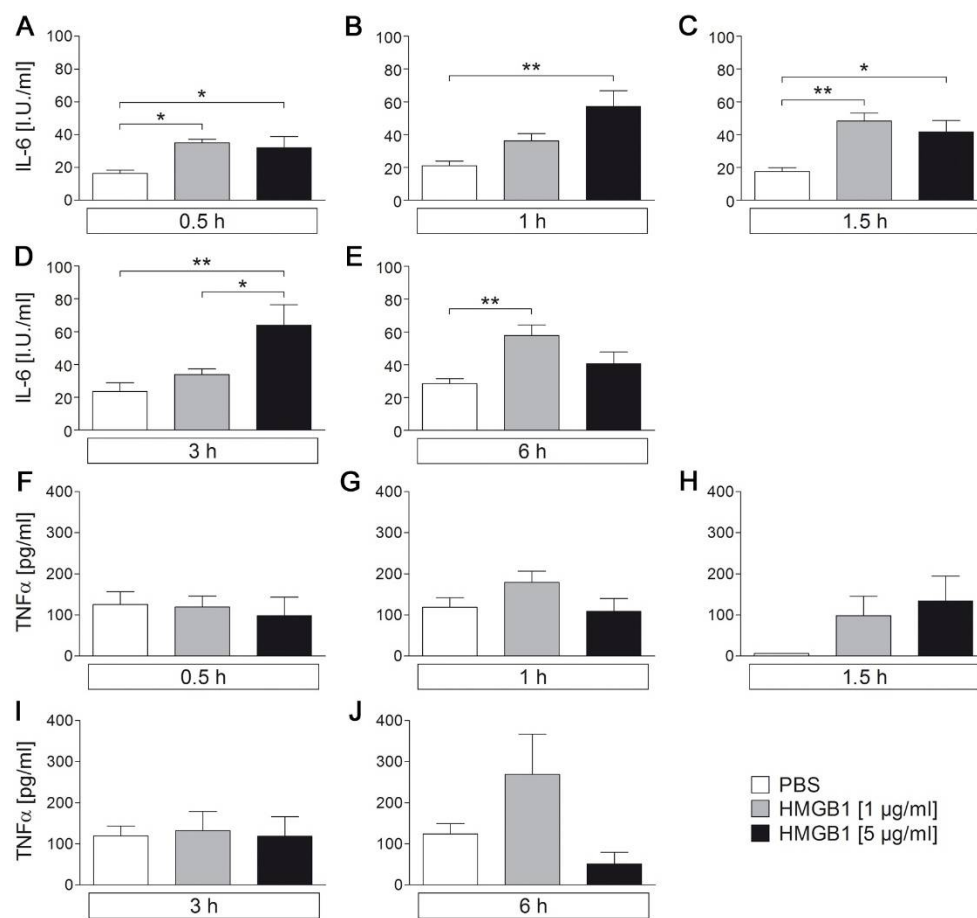 A
B
C
IL-6 [I.U./ml]
100
80
60
40
20
0
*
*
0.5 h
100
80
60
40
20
0
**
1 h
100
80
60
40
20
0
*
**
1.5 h
D
E
IL-6 [I.U./ml]
100
80
60
40
20
0
**
*
3 h
100
80
60
40
20
0
**
6 h
F
G
H
TNFα [pg/ml]
400
300
200
100
0
0.5 h
400
300
200
100
0
1 h
400
300
200
100
0
1.5 h
I
J
TNFα [pg/ml]
400
300
200
100
0
3 h
400
300
200
100
0
6 h
PBS
HMGB1 [1 µg/ml]
HMGB1 [5 µg/ml]